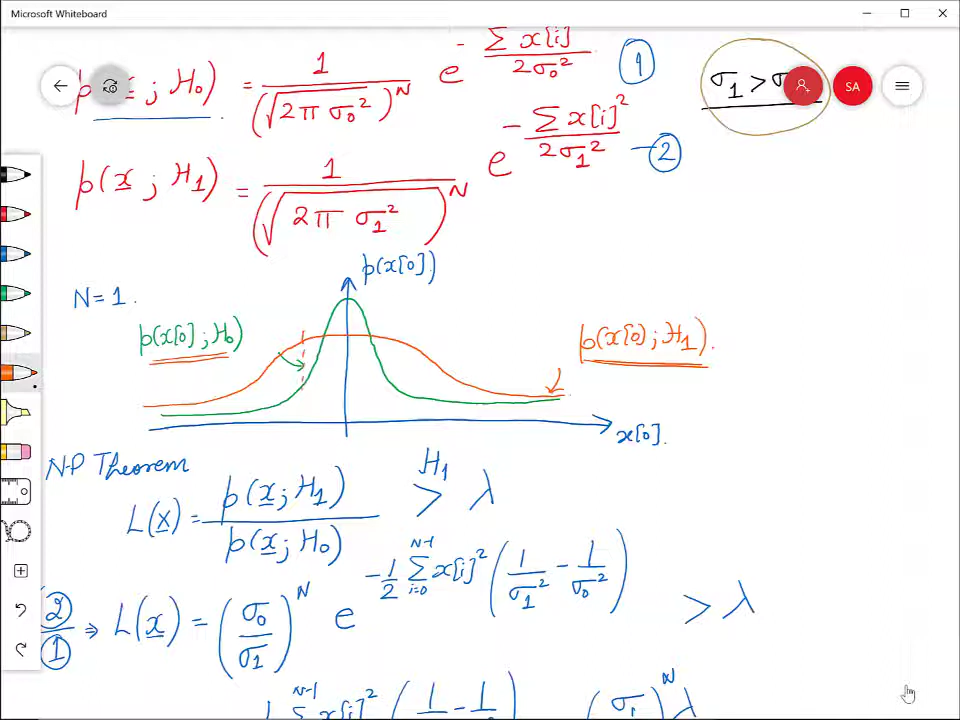 Microsoft Whiteboard
p(x ; H₀) = 1 / (√(2π σ₀²))^N e^(-Σ x[i] / 2σ₀²) ①
σ₁ > σ
SA
p(x ; H₁) = 1 / (√(2π σ₁²))^N e^(-Σ x[i]² / 2σ₁²) – ②
p(x[0])
N=1.
p(x[0] ; H₀)
p(x[0) ; H₁).
x[0].
N-P Theorem
L(x) = p(x ; H₁) / p(x ; H₀) >^(H₁) λ
②/① ⇒ L(x) = (σ₀/σ₁)^N e^(-1/2 Σ_{i=0}^{N-1} x[i]² (1/σ₁² - 1/σ₀²)) > λ